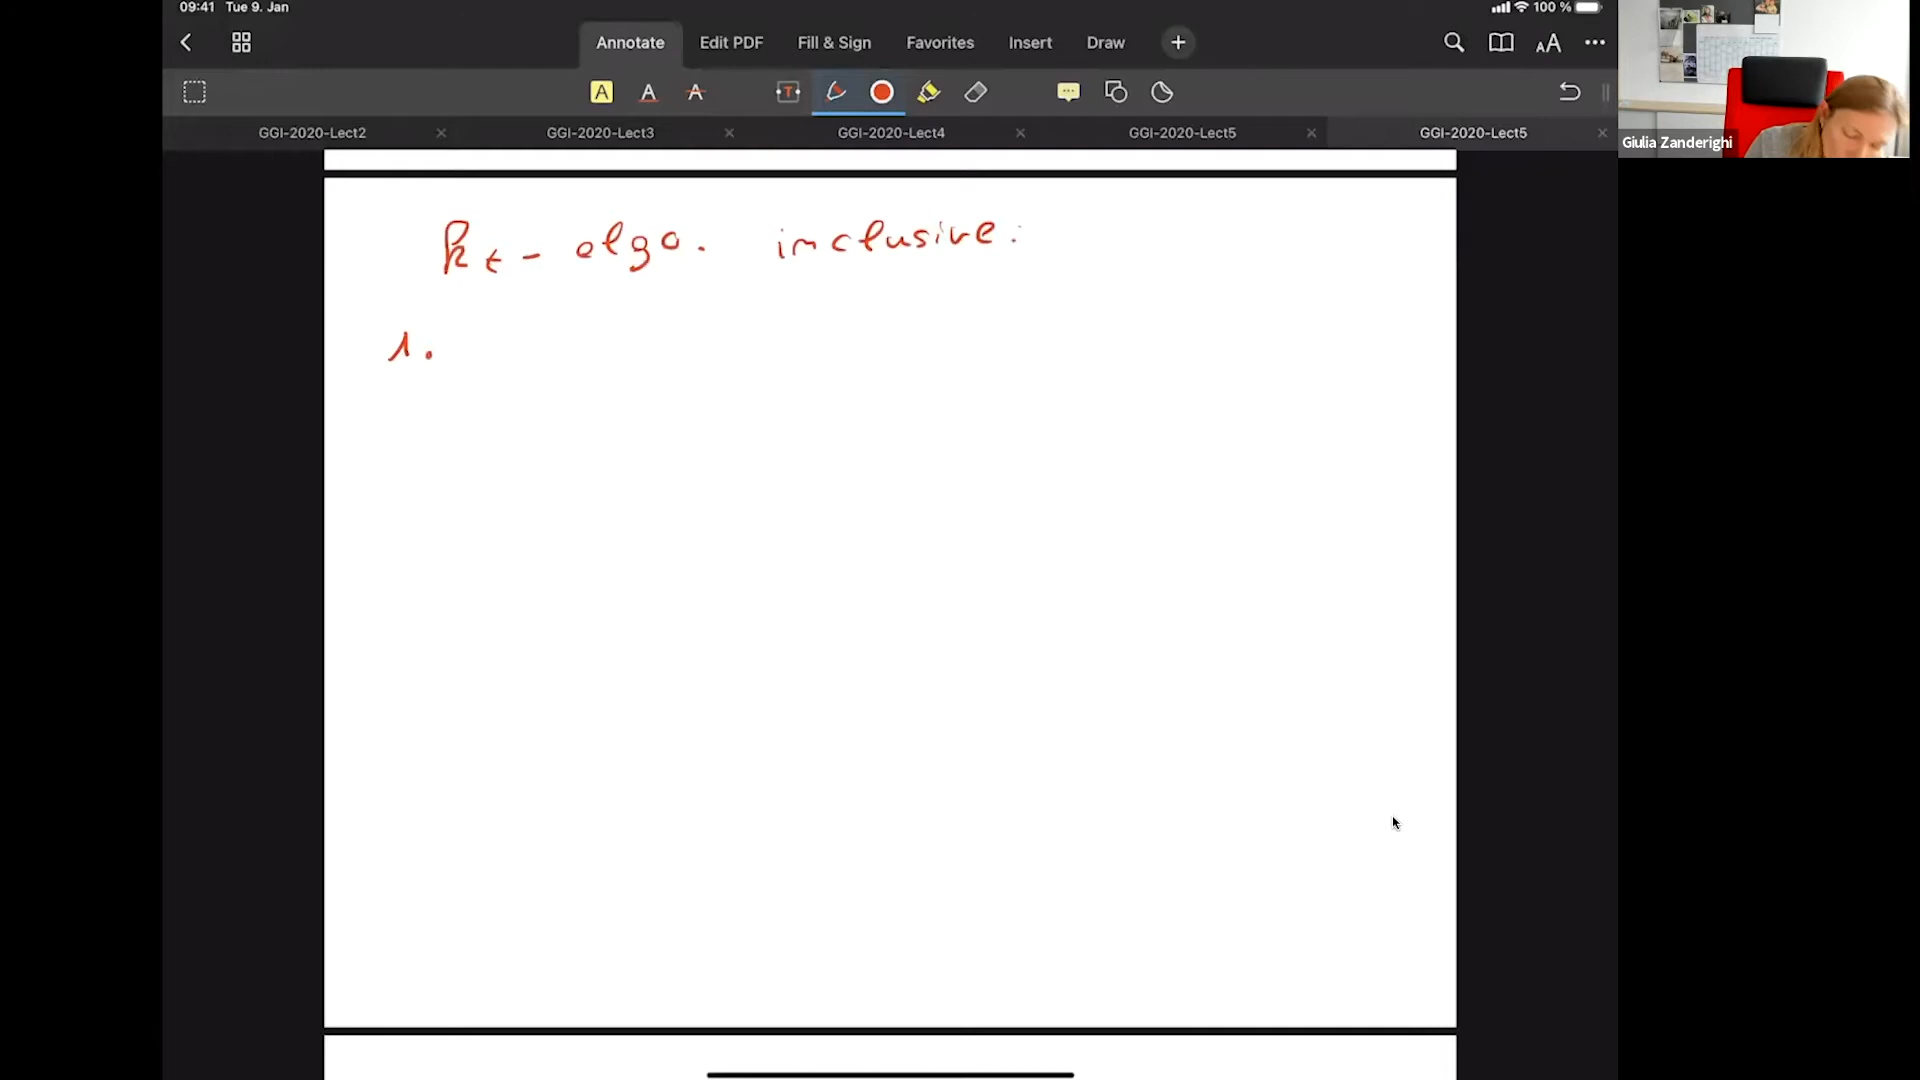 09:41 Tue 9. Jan
100 %
Annotate Edit PDF Fill & Sign Favorites Insert Draw
GGI-2020-Lect2 GGI-2020-Lect3 GGI-2020-Lect4 GGI-2020-Lect5 GGI-2020-Lect5
Giulia Zanderighi
kt - algo. inclusive:
1.